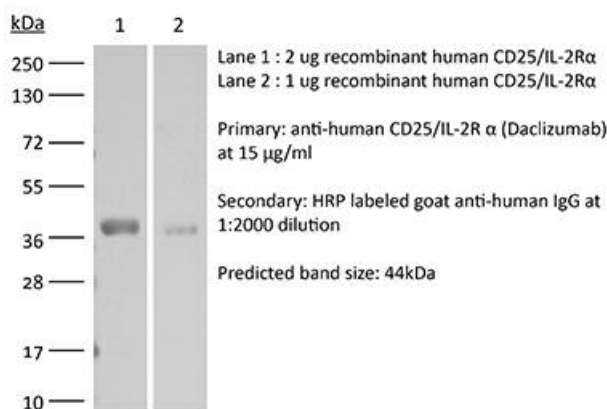 kDa
1 2
250
130
72
55
36
28
17
10
Lane 1 : 2 ug recombinant human CD25/IL-2Rα
Lane 2 : 1 ug recombinant human CD25/IL-2Rα
Primary: anti-human CD25/IL-2R α (Daclizumab)
at 15 µg/ml
Secondary: HRP labeled goat anti-human IgG at
1:2000 dilution
Predicted band size: 44kDa